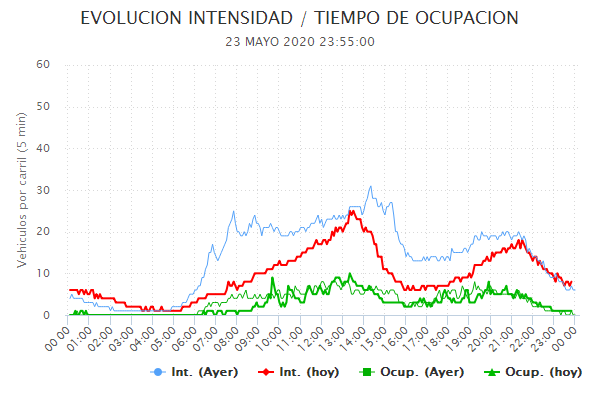 EVOLUCION INTENSIDAD / TIEMPO DE OCUPACION
23 MAYO 2020 23:55:00
Vehículos por carril (5 min)
60
50
40
30
20
10
0
00:00 01:00 02:00 03:00 04:00 05:00 06:00 07:00 08:00 09:00 10:00 11:00 12:00 13:00 14:00 15:00 16:00 17:00 18:00 19:00 20:00 21:00 22:00 23:00 00:00
Int. (Ayer) Int. (hoy) Ocup. (Ayer) Ocup. (hoy)